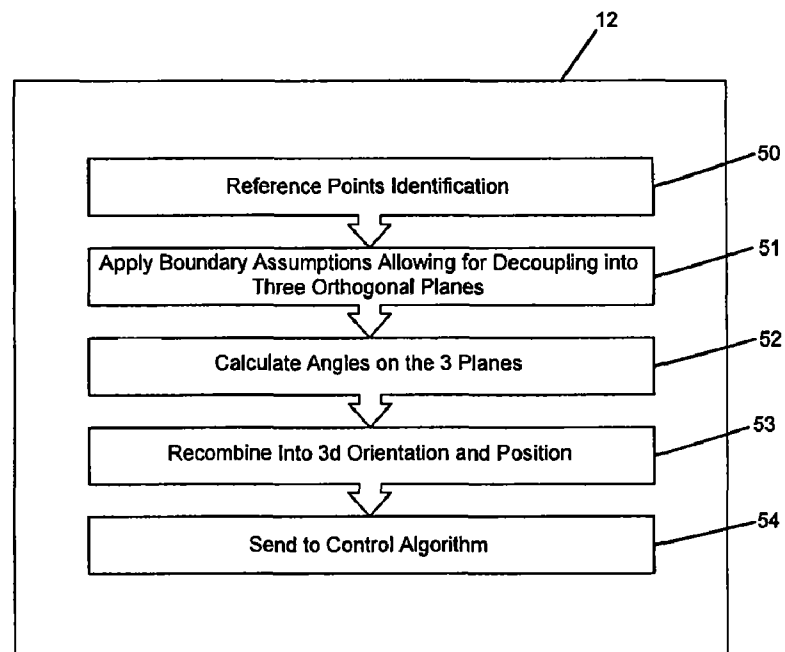 12
Reference Points Identification
50
Apply Boundary Assumptions Allowing for Decoupling into
Three Orthogonal Planes
51
Calculate Angles on the 3 Planes
52
Recombine Into 3d Orientation and Position
53
Send to Control Algorithm
54